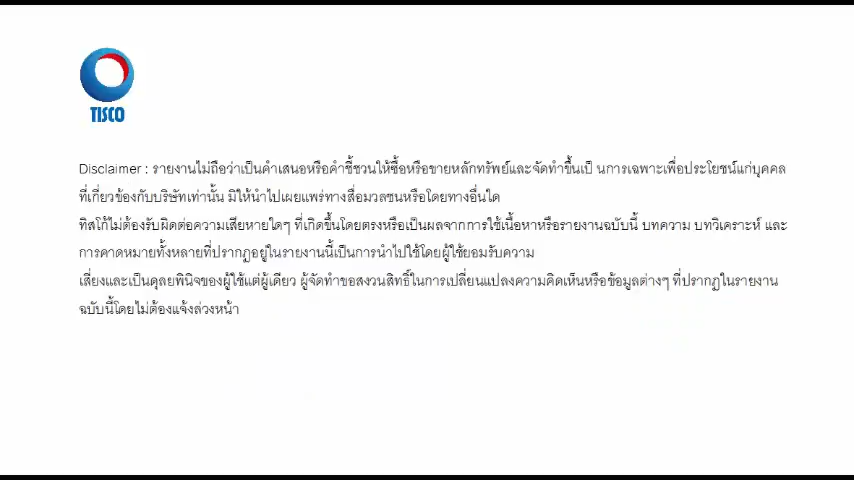 TISCO
Disclaimer : รายงานไม่ถือว่าเป็นคำเสนอหรือคำชี้ชวนให้ซื้อหรือขายหลักทรัพย์และจัดทำขึ้นเป็ นการเฉพาะเพื่อประโยชน์แก่บุคคล
ที่เกี่ยวข้องกับบริษัทเท่านั้น มิให้นำไปเผยแพร่ทางสื่อมวลชนหรือโดยทางอื่นใด
ทิสโก้ไม่ต้องรับผิดต่อความเสียหายใดๆ ที่เกิดขึ้นโดยตรงหรือเป็นผลจากการใช้เนื้อหาหรือรายงานฉบับนี้ บทความ บทวิเคราะห์ และ
การคาดหมายทั้งหลายที่ปรากฏอยู่ในรายงานนี้เป็นการนำไปใช้โดยผู้ใช้ยอมรับความ
เสี่ยงและเป็นดุลยพินิจของผู้ใช้แต่ผู้เดียว ผู้จัดทำขอสงวนสิทธิ์ในการเปลี่ยนแปลงความคิดเห็นหรือข้อมูลต่างๆ ที่ปรากฏในรายงาน
ฉบับนี้โดยไม่ต้องแจ้งล่วงหน้า